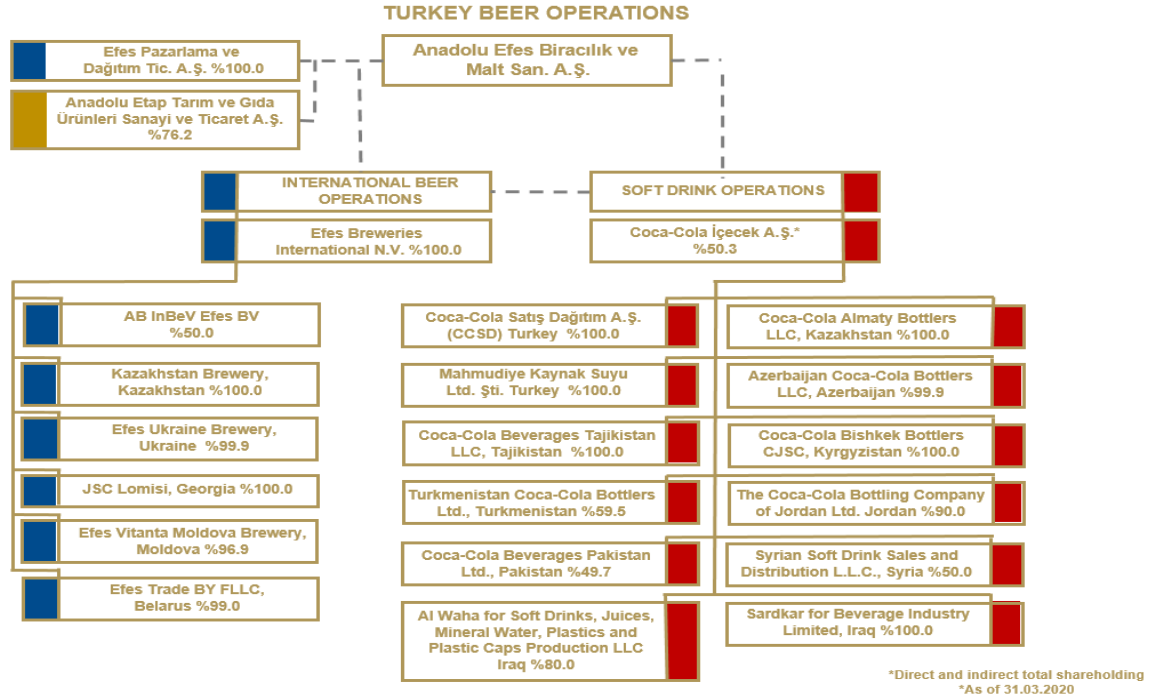 TURKEY BEER OPERATIONS
Efes Pazarlama ve
Dağıtım Tic. A.Ş. %100.0
Anadolu Efes Biracılık ve
Malt San. A.Ş.
Anadolu Etap Tarım ve Gıda
Ürünleri Sanayi ve Ticaret A.Ş.
%76.2
INTERNATIONAL BEER
OPERATIONS
SOFT DRINK OPERATIONS
Efes Breweries
International N.V. %100.0
Coca-Cola İçecek A.Ş.*
%50.3
AB InBeV Efes BV
%50.0
Kazakhstan Brewery,
Kazakhstan %100.0
Efes Ukraine Brewery,
Ukraine %99.9
JSC Lomisi, Georgia %100.0
Efes Vitanta Moldova Brewery,
Moldova %96.9
Efes Trade BY FLLC,
Belarus %99.0
Coca-Cola Satış Dağıtım A.Ş.
(CCSD) Turkey %100.0
Mahmudiye Kaynak Suyu
Ltd. Şti. Turkey %100.0
Coca-Cola Beverages Tajikistan
LLC, Tajikistan %100.0
Turkmenistan Coca-Cola Bottlers
Ltd., Turkmenistan %59.5
Coca-Cola Beverages Pakistan
Ltd., Pakistan %49.7
Al Waha for Soft Drinks, Juices,
Mineral Water, Plastics and
Plastic Caps Production LLC
Iraq %80.0
Coca-Cola Almaty Bottlers
LLC, Kazakhstan %100.0
Azerbaijan Coca-Cola Bottlers
LLC, Azerbaijan %99.9
Coca-Cola Bishkek Bottlers
CJSC, Kyrgyzistan %100.0
The Coca-Cola Bottling Company
of Jordan Ltd. Jordan %90.0
Syrian Soft Drink Sales and
Distribution L.L.C., Syria %50.0
Sardkar for Beverage Industry
Limited, Iraq %100.0
*Direct and indirect total shareholding
*As of 31.03.2020